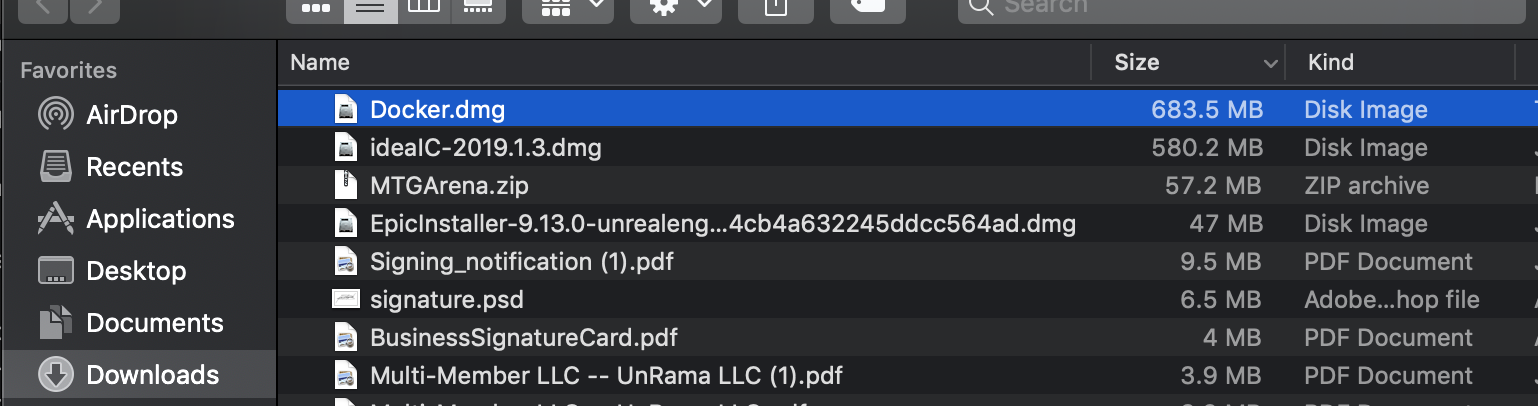 Search
Favorites
Name Size Kind
AirDrop
Docker.dmg 683.5 MB Disk Image
ideaIC-2019.1.3.dmg 580.2 MB Disk Image
Recents
MTGArena.zip 57.2 MB ZIP archive
Applications
EpicInstaller-9.13.0-unrealeng...4cb4a632245ddcc564ad.dmg 47 MB Disk Image
Signing_notification (1).pdf 9.5 MB PDF Document
Desktop
signature.psd 6.5 MB Adobe...hop file
Documents
BusinessSignatureCard.pdf 4 MB PDF Document
Downloads
Multi-Member LLC -- UnRama LLC (1).pdf 3.9 MB PDF Document